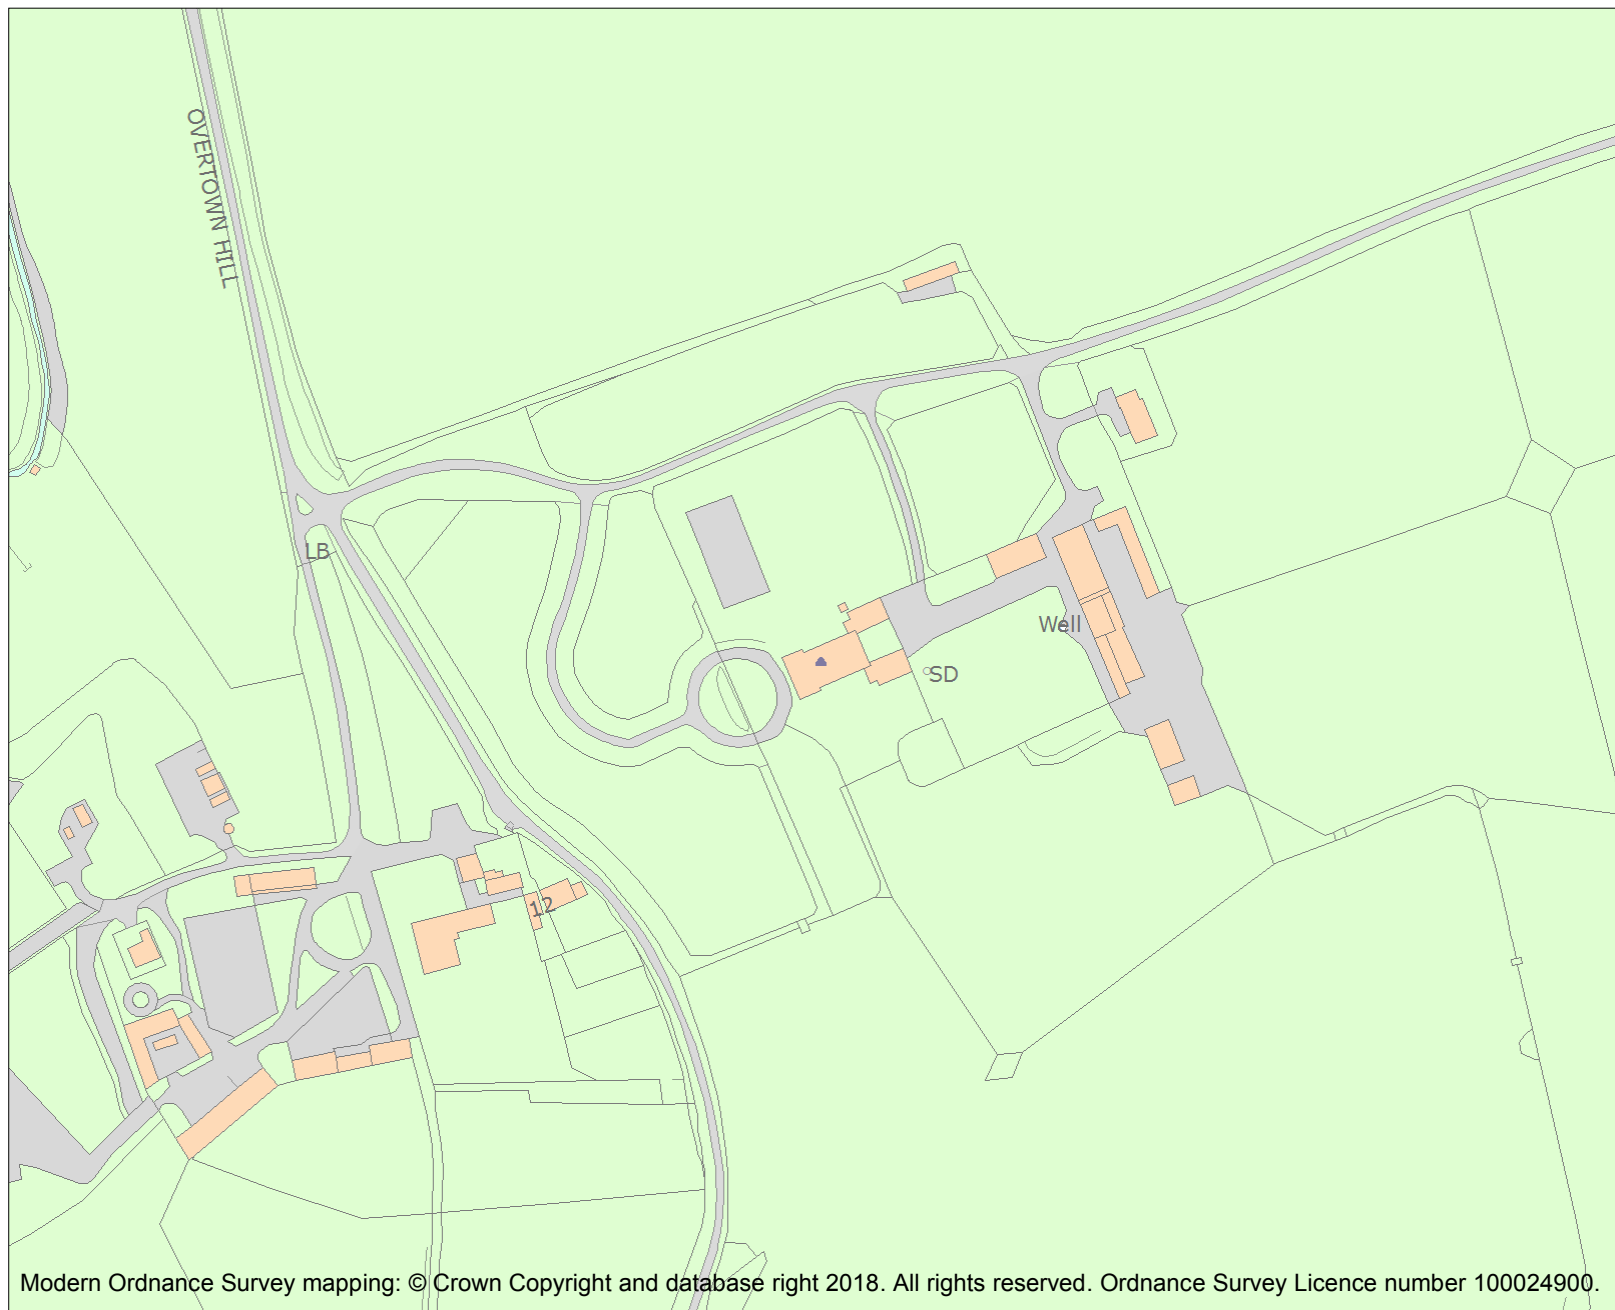 OVERTOWN HILL
LB
Well
SD
12
Modern Ordnance Survey mapping: © Crown Copyright and database right 2018. All rights reserved. Ordnance Survey Licence number 100024900.